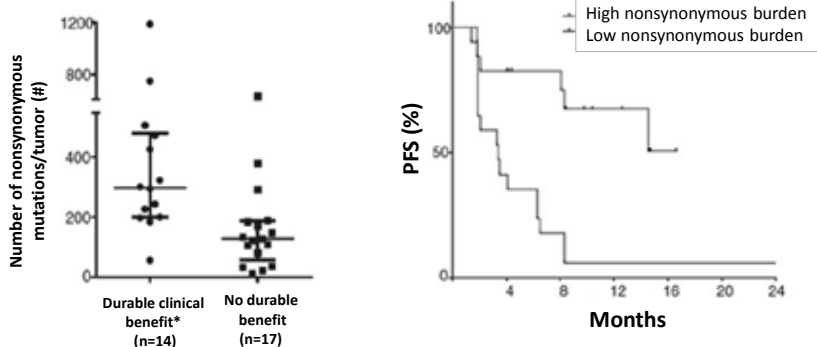 Number of nonsynonymous
mutations/tumor (#)
1200
800
400
200
0
Durable clinical
benefit*
(n=14)
No durable
benefit
(n=17)
High nonsynonymous burden
Low nonsynonymous burden
PFS (%)
100
50
0
4
8
12
16
20
24
Months